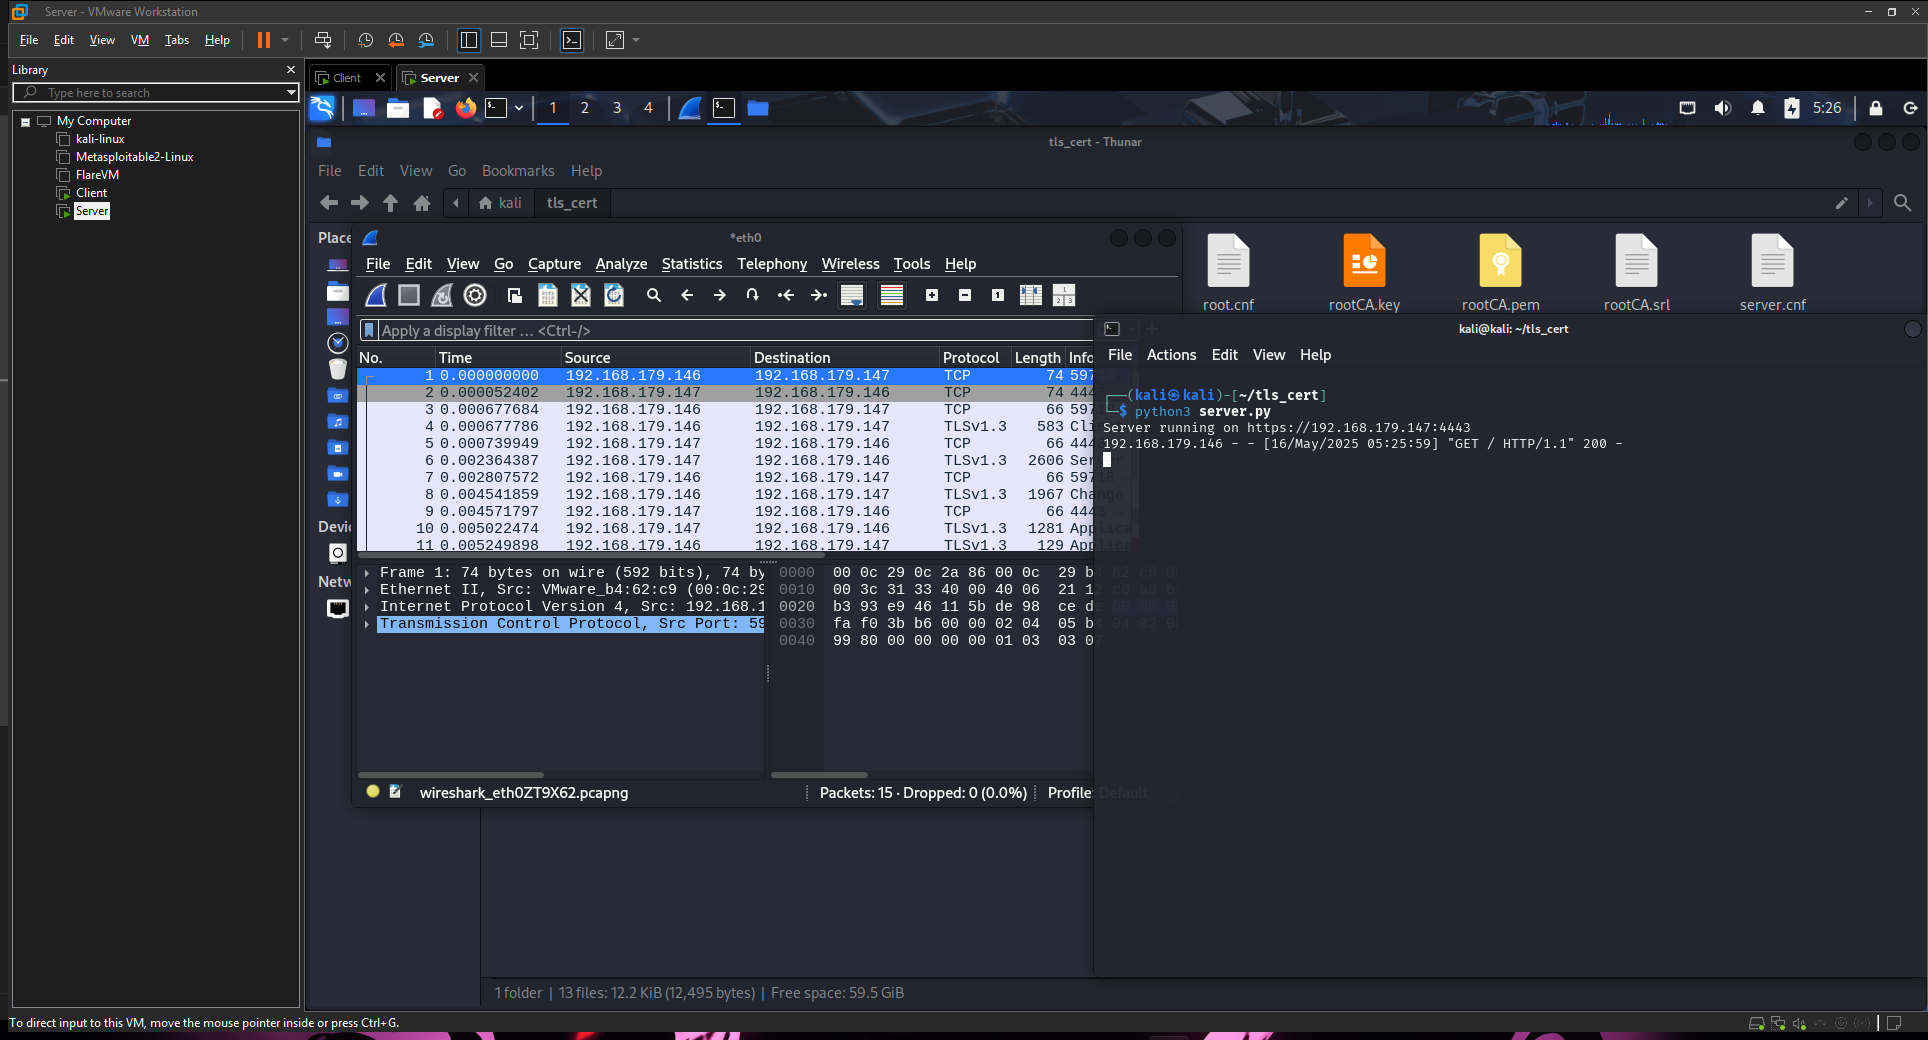 Server - VMware Workstation
File Edit View VM Tabs Help
Library
Type here to search
My Computer
kali-linux
Metasploitable2-Linux
FlareVM
Client
Server
Client Server
1 2 3 4 5:26
tls_cert - Thunar
File Edit View Go Bookmarks Help
kali tls_cert
Place
Devic
Netw
root.cnf rootCA.key rootCA.pem rootCA.srl server.cnf
*eth0
File Edit View Go Capture Analyze Statistics Telephony Wireless Tools Help
Apply a display filter ... <Ctrl-/>
No. Time Source Destination Protocol Length Info
1 0.000000000 192.168.179.146 192.168.179.147 TCP 74 59718
2 0.000052402 192.168.179.147 192.168.179.146 TCP 74 444
3 0.000677684 192.168.179.146 192.168.179.147 TCP 66 597
4 0.000677786 192.168.179.146 192.168.179.147 TLSv1.3 583 Cli
5 0.000739949 192.168.179.147 192.168.179.146 TCP 66 444
6 0.002364387 192.168.179.147 192.168.179.146 TLSv1.3 2606 Ser
7 0.002807572 192.168.179.146 192.168.179.147 TCP 66 597
8 0.004541859 192.168.179.146 192.168.179.147 TLSv1.3 1967 Change
9 0.004571797 192.168.179.147 192.168.179.146 TCP 66 4443 →
10 0.005022474 192.168.179.147 192.168.179.146 TLSv1.3 1281 Applica
11 0.005249898 192.168.179.146 192.168.179.147 TLSv1.3 129 Applica
Frame 1: 74 bytes on wire (592 bits), 74 by
Ethernet II, Src: VMware_b4:62:c9 (00:0c:29
Internet Protocol Version 4, Src: 192.168.1
Transmission Control Protocol, Src Port: 59
0000 00 0c 29 0c 2a 86 00 0c 29 b4 62 c9 0
0010 00 3c 31 33 40 00 40 06 21 12 c9 a8 b
0020 b3 93 e9 46 11 5b de 98 ce de 00 00 0
0030 fa f0 3b b6 00 00 02 04 05 b4 04 02 0
0040 99 80 00 00 00 00 01 03 03 07
wireshark_eth0ZT9X62.pcapng Packets: 15 · Dropped: 0 (0.0%) Profile: Default
kali@kali: ~/tls_cert
File Actions Edit View Help
┌──(kali㉿kali)-[~/tls_cert]
└─$ python3 server.py
Server running on https://192.168.179.147:4443
192.168.179.146 - - [16/May/2025 05:25:59] "GET / HTTP/1.1" 200 -
1 folder | 13 files: 12.2 KiB (12,495 bytes) | Free space: 59.5 GiB
To direct input to this VM, move the mouse pointer inside or press Ctrl+G.